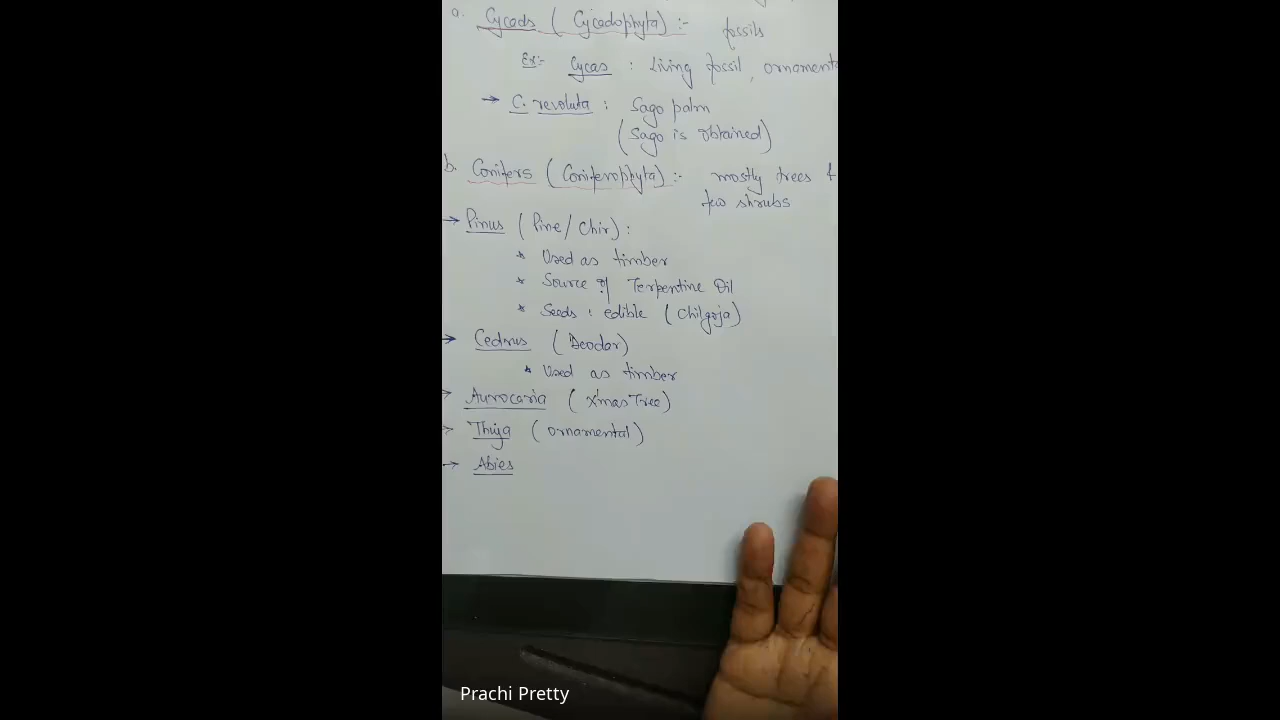 a. Cycads ( Cycadophyta ) :- fossils
Ex:- Cycas : Living fossil, ornamenta
→ C. revoluta : Sago palm
(Sago is obtained)
b. Conifers ( Coniferophyta ) :- mostly trees &
few shrubs
→ Pinus ( Pine / Chir ) :
* Used as timber
* Source of Terpentine Oil
* Seeds : edible ( Chilgoja )
→ Cedrus ( Deodar )
* Used as timber
→ Aurocaria ( X'mas Tree )
→ Thuja ( ornamental )
→ Abies
Prachi Pretty